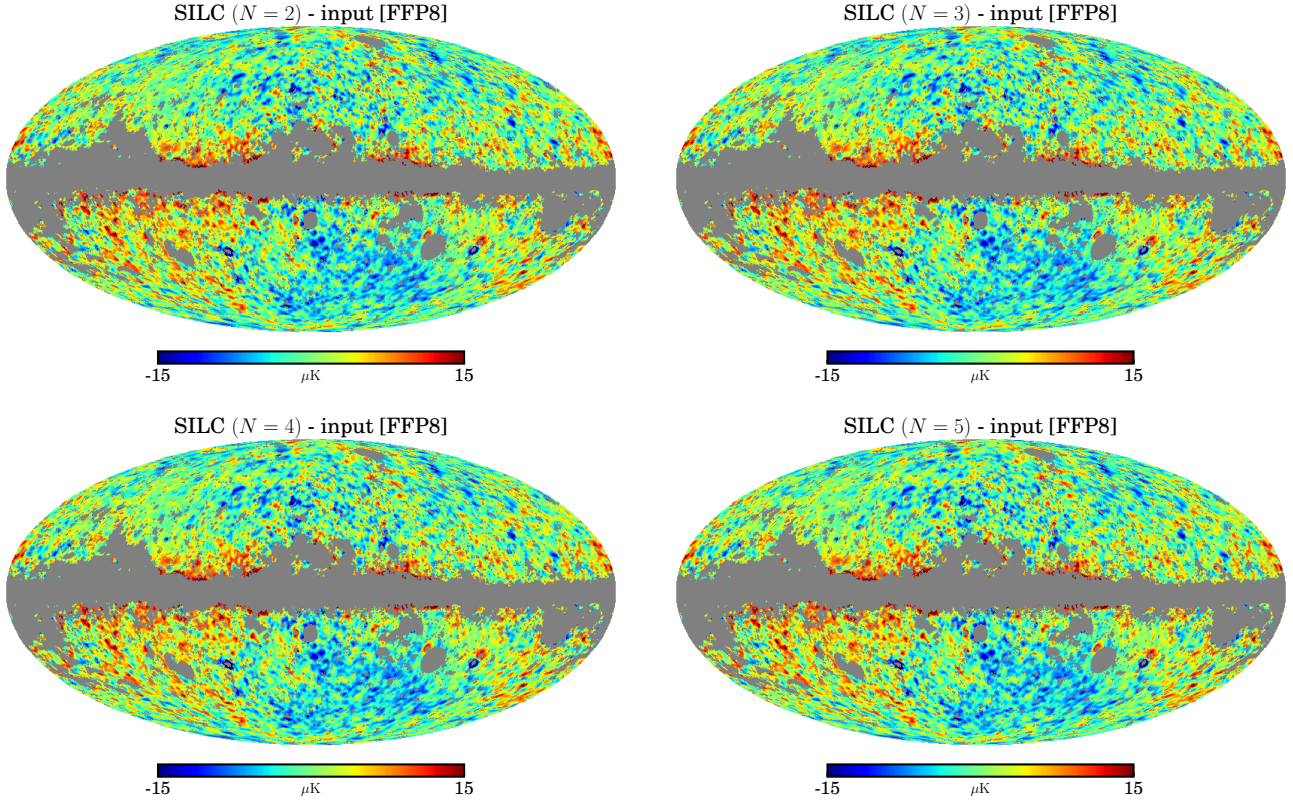 SILC (N = 2) - input [FFP8]
SILC (N = 3) - input [FFP8]
-15 μK 15
-15 μK 15
SILC (N = 4) - input [FFP8]
SILC (N = 5) - input [FFP8]
-15 μK 15
-15 μK 15